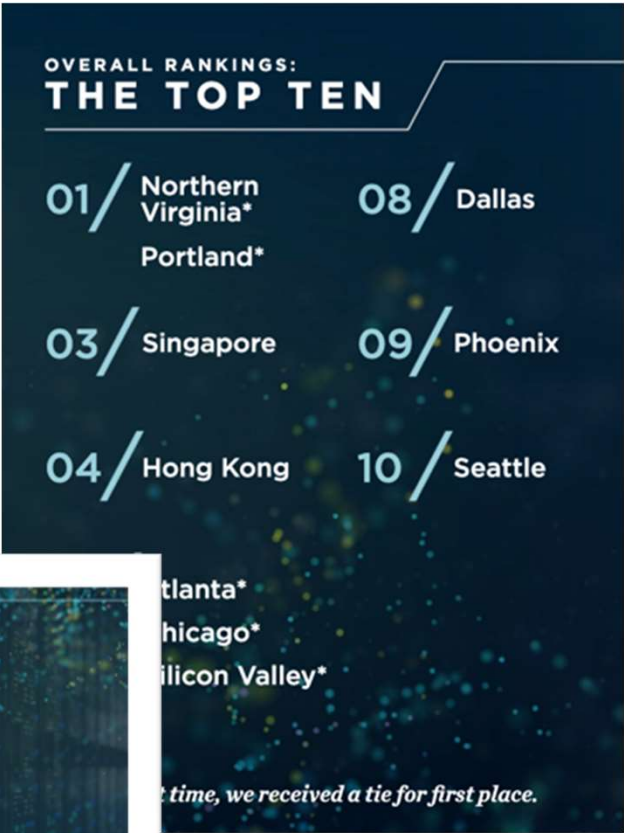 OVERALL RANKINGS:
THE TOP TEN
01/ Northern
Virginia*
Portland*
03/ Singapore
04/ Hong Kong
tlanta*
hicago*
ilicon Valley*
08/ Dallas
09/ Phoenix
10/ Seattle
t time, we received a tie for first place.